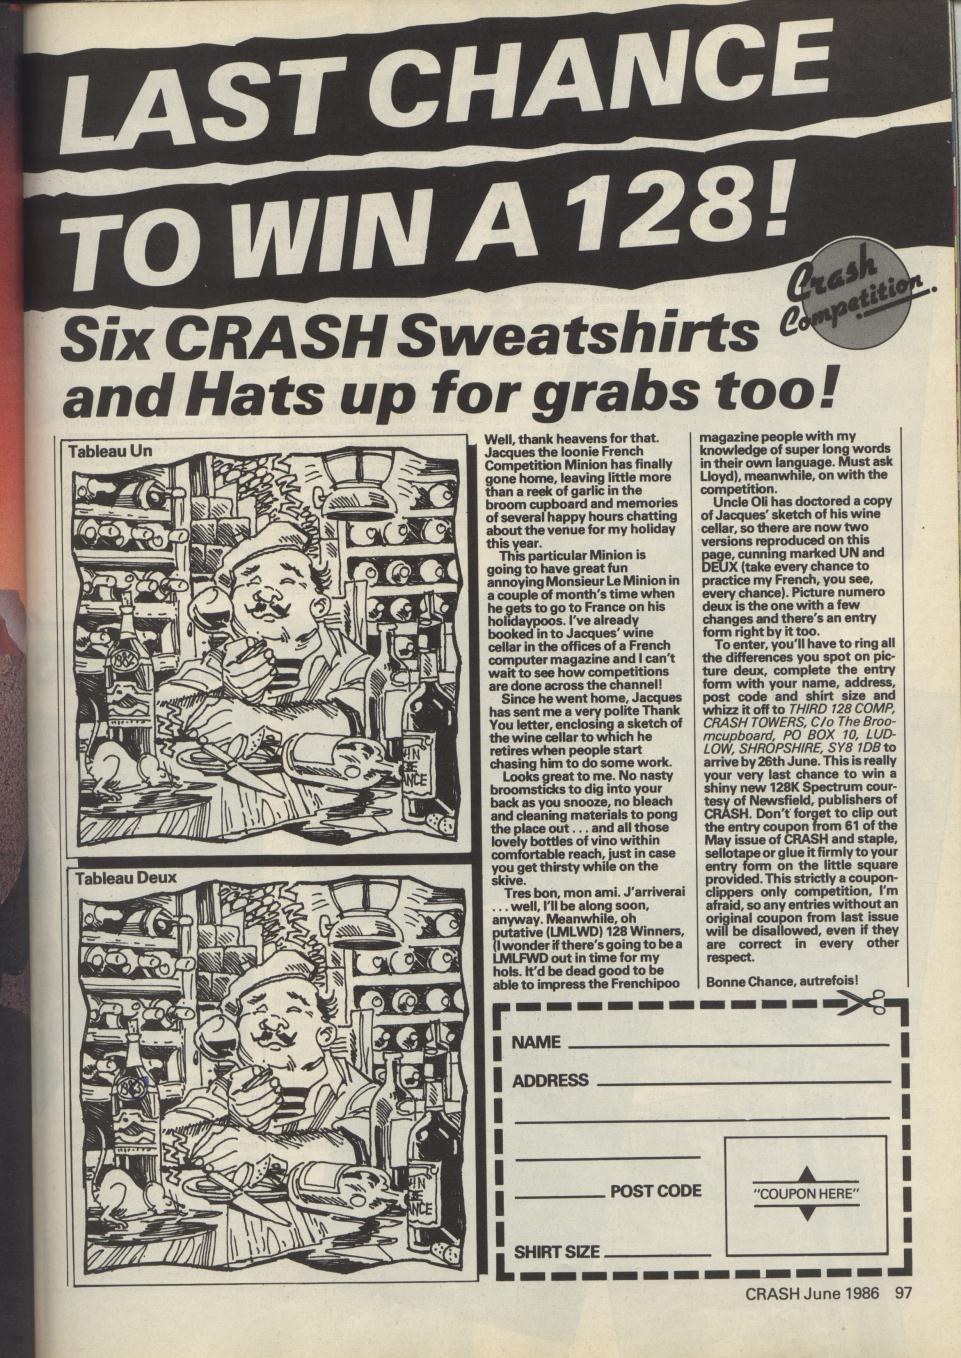 LAST CHANCE
TO WIN A 128!
Crash
Competition
Six CRASH Sweatshirts
and Hats up for grabs too!
Tableau Un
1982
IN
DE
ANCE
Tableau Deux
IN
DE
ANCE
Well, thank heavens for that.
Jacques the loonie French
Competition Minion has finally
gone home, leaving little more
than a reek of garlic in the
broom cupboard and memories
of several happy hours chatting
about the venue for my holiday
this year.
This particular Minion is
going to have great fun
annoying Monsieur Le Minion in
a couple of month's time when
he gets to go to France on his
holidaypoos. I've already
booked in to Jacques' wine
cellar in the offices of a French
computer magazine and I can't
wait to see how competitions
are done across the channel!
Since he went home, Jacques
has sent me a very polite Thank
You letter, enclosing a sketch of
the wine cellar to which he
retires when people start
chasing him to do some work.
Looks great to me. No nasty
broomsticks to dig into your
back as you snooze, no bleach
and cleaning materials to pong
the place out . . . and all those
lovely bottles of vino within
comfortable reach, just in case
you get thirsty while on the
skive.
Tres bon, mon ami. J'arriverai
. . . well, I'll be along soon,
anyway. Meanwhile, oh
putative (LMLWD) 128 Winners,
(I wonder if there's going to be a
LMLFWD out in time for my
hols. It'd be dead good to be
able to impress the Frenchipoo
magazine people with my
knowledge of super long words
in their own language. Must ask
Lloyd), meanwhile, on with the
competition.
Uncle Oli has doctored a copy
of Jacques' sketch of his wine
cellar, so there are now two
versions reproduced on this
page, cunning marked UN and
DEUX (take every chance to
practice my French, you see,
every chance). Picture numero
deux is the one with a few
changes and there's an entry
form right by it too.
To enter, you'll have to ring all
the differences you spot on pic-
ture deux, complete the entry
form with your name, address,
post code and shirt size and
whizz it off to THIRD 128 COMP,
CRASH TOWERS, C/o The Broo-
mcupboard, PO BOX 10, LUD-
LOW, SHROPSHIRE, SY8 1DB to
arrive by 26th June. This is really
your very last chance to win a
shiny new 128K Spectrum cour-
tesy of Newsfield, publishers of
CRASH. Don't forget to clip out
the entry coupon from 61 of the
May issue of CRASH and staple,
sellotape or glue it firmly to your
entry form on the little square
provided. This strictly a coupon-
clippers only competition, I'm
afraid, so any entries without an
original coupon from last issue
will be disallowed, even if they
are correct in every other
respect.
Bonne Chance, autrefois!
NAME
ADDRESS
POST CODE
"COUPON HERE"
SHIRT SIZE
CRASH June 1986 97